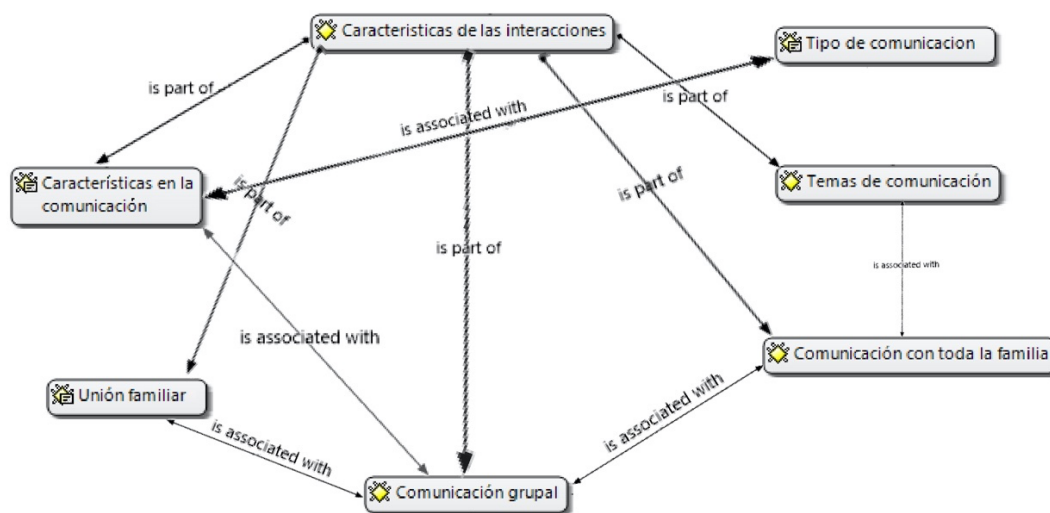 Caracteristicas de las interacciones
Tipo de comunicacion
is part of
is associated with
is part of
Características en la
comunicación
is part of
is part of
Temas de comunicación
is part of
is associated with
is associated with
Comunicación con toda la familia
Unión familiar
is associated with
is associated with
Comunicación grupal